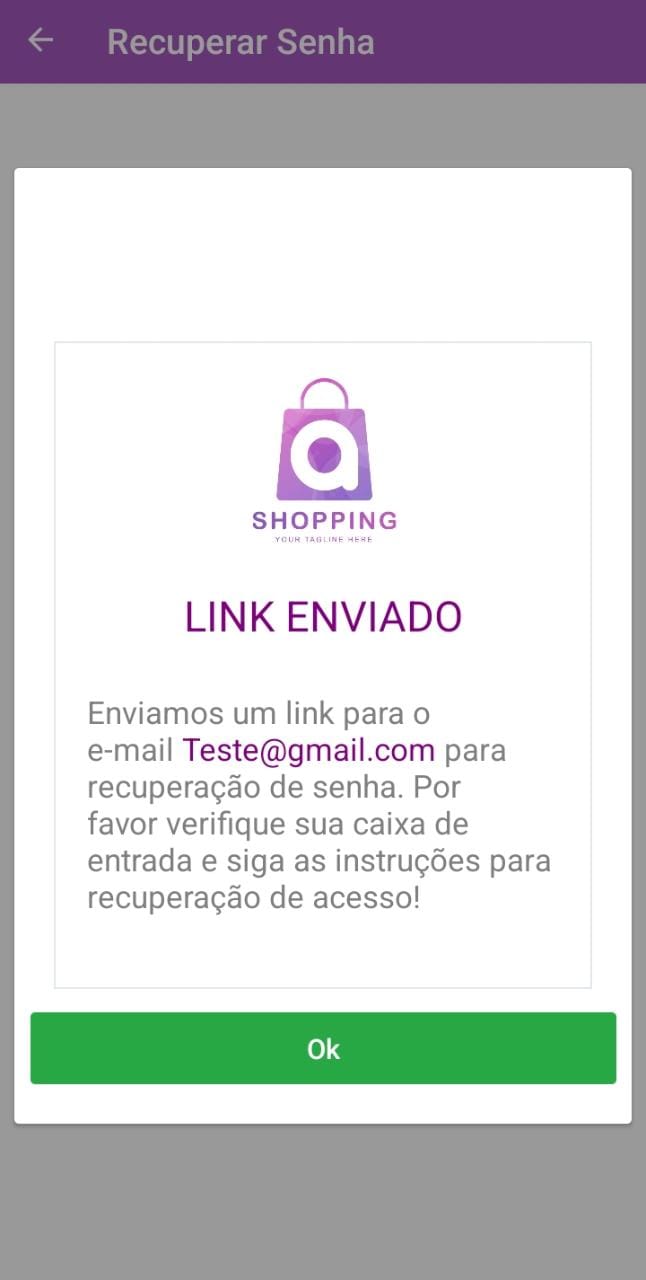 Recuperar Senha
SHOPPING
YOUR TAGLINE HERE
LINK ENVIADO
Enviamos um link para o
e-mail Teste@gmail.com para
recuperação de senha. Por
favor verifique sua caixa de
entrada e siga as instruções para
recuperação de acesso!
Ok